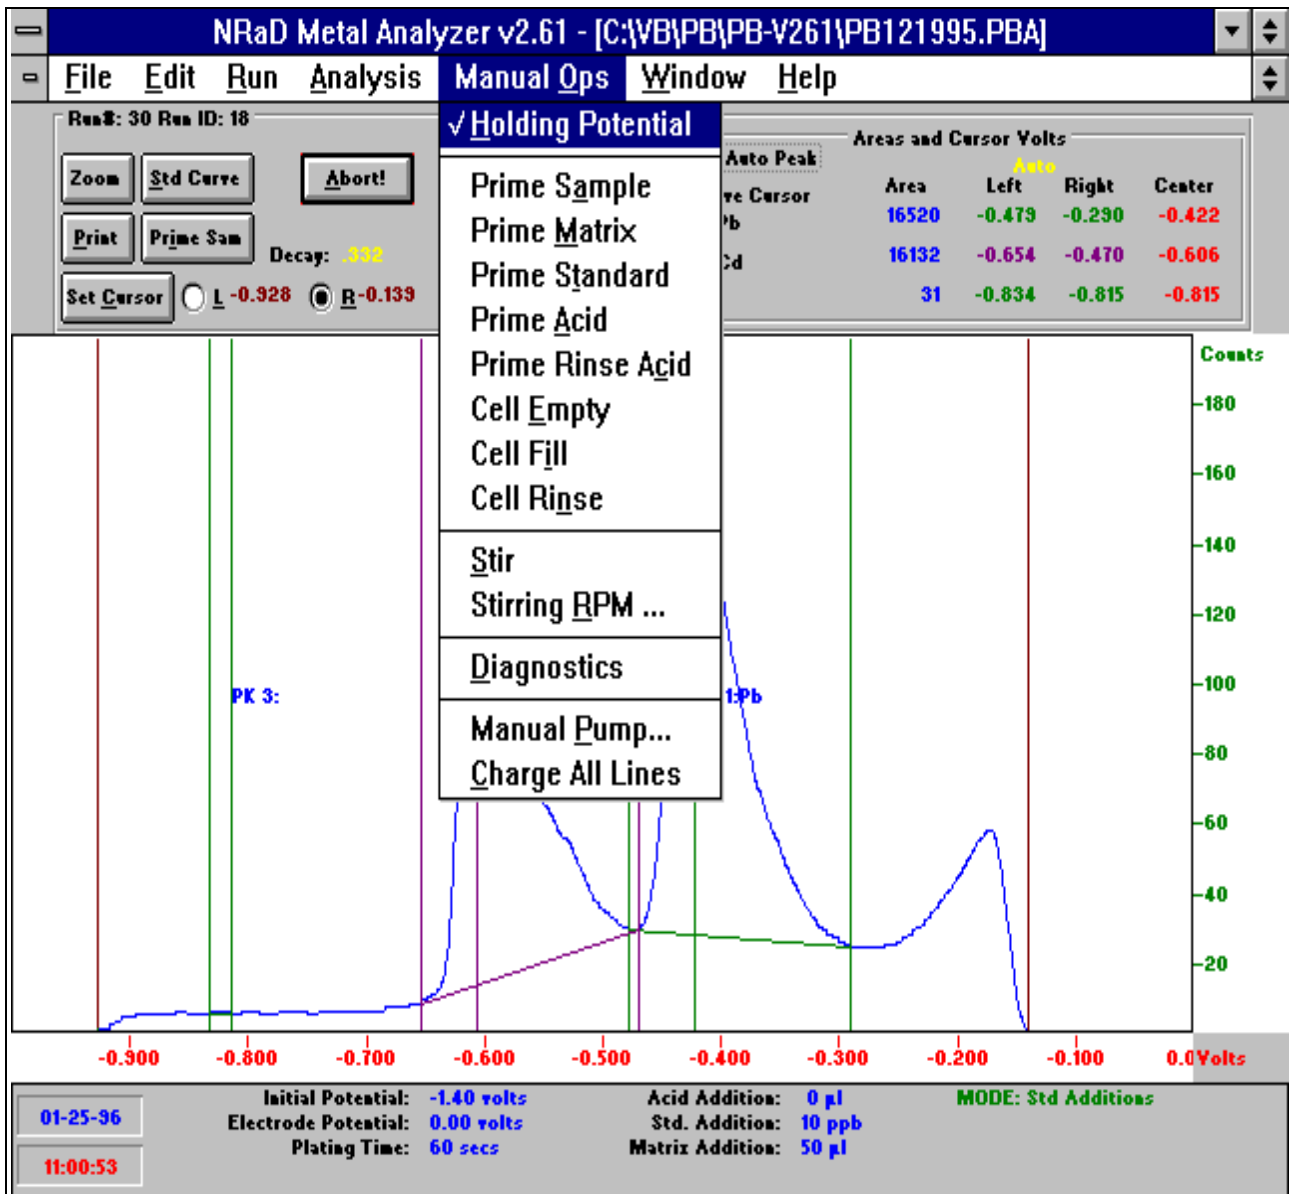 NRaD Metal Analyzer v2.61 - [C:\VB\PB\PB-V261\PB121995.PBA]
File Edit Run Analysis Manual Ops Window Help
Run#: 30 Run ID: 18
Zoom Std Curve Abort!
Print Prime Sam Decay: .332
Set Cursor L -0.928 R -0.139
√ Holding Potential
Prime Sample
Prime Matrix
Prime Standard
Prime Acid
Prime Rinse Acid
Cell Empty
Cell Fill
Cell Rinse
Stir
Stirring RPM ...
Diagnostics
Manual Pump...
Charge All Lines
Auto Peak
ve Cursor
Pb
Cd
Areas and Cursor Volts
Auto
Area Left Right Center
16520 -0.479 -0.290 -0.422
16132 -0.654 -0.470 -0.606
31 -0.834 -0.815 -0.815
Counts
180
160
140
120
100
80
60
40
20
PK 3:
1:Pb
-0.900 -0.800 -0.700 -0.600 -0.500 -0.400 -0.300 -0.200 -0.100 0.0 Volts
01-25-96
11:00:53
Initial Potential: -1.40 volts
Electrode Potential: 0.00 volts
Plating Time: 60 secs
Acid Addition: 0 µl
Std. Addition: 10 ppb
Matrix Addition: 50 µl
MODE: Std Additions